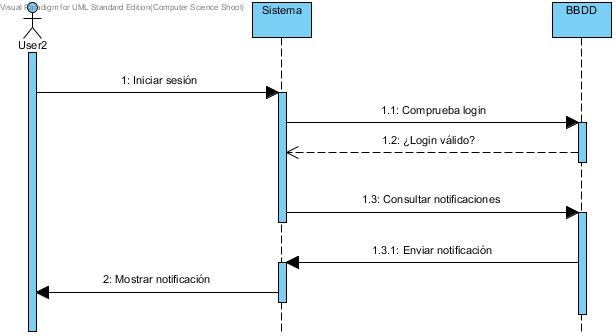 Visual Paradigm for UML Standard Edition(Computer Science Shool)
Sistema
BBDD
User2
1: Iniciar sesión
1.1: Comprueba login
1.2: ¿Login válido?
1.3: Consultar notificaciones
1.3.1: Enviar notificación
2: Mostrar notificación